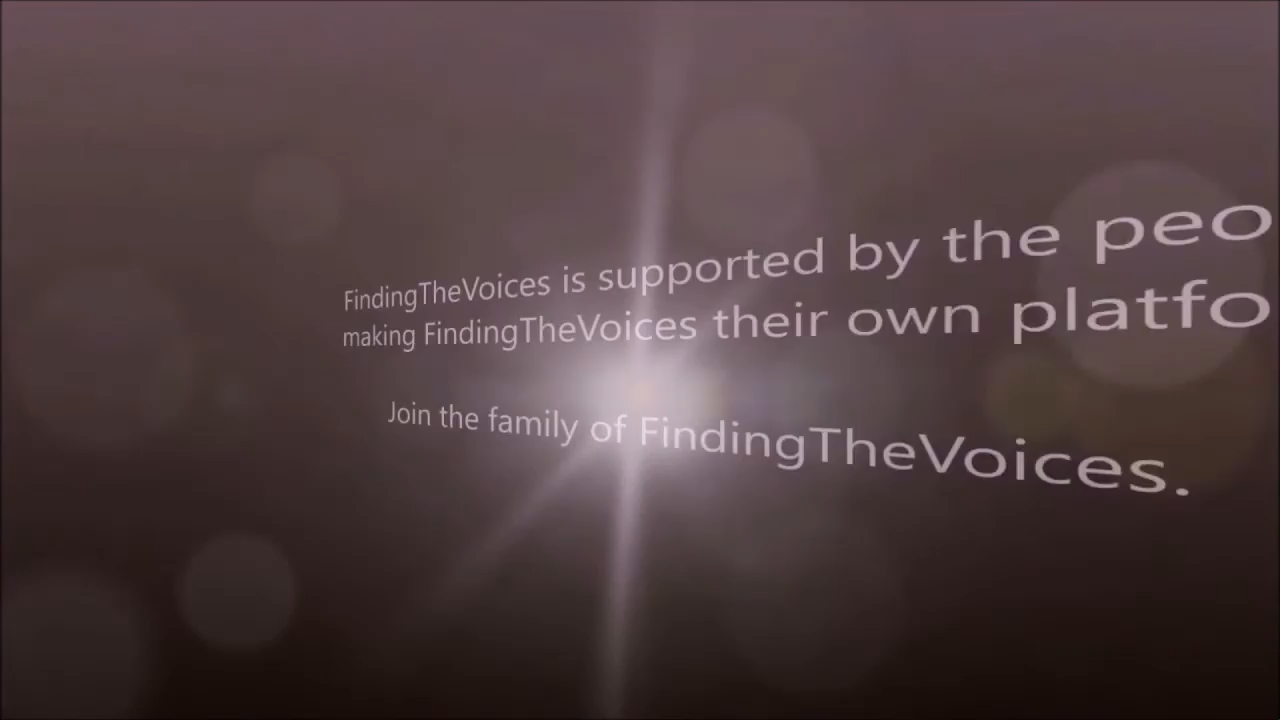 FindingTheVoices is supported by the peo
making FindingTheVoices their own platfo
Join the family of FindingTheVoices.